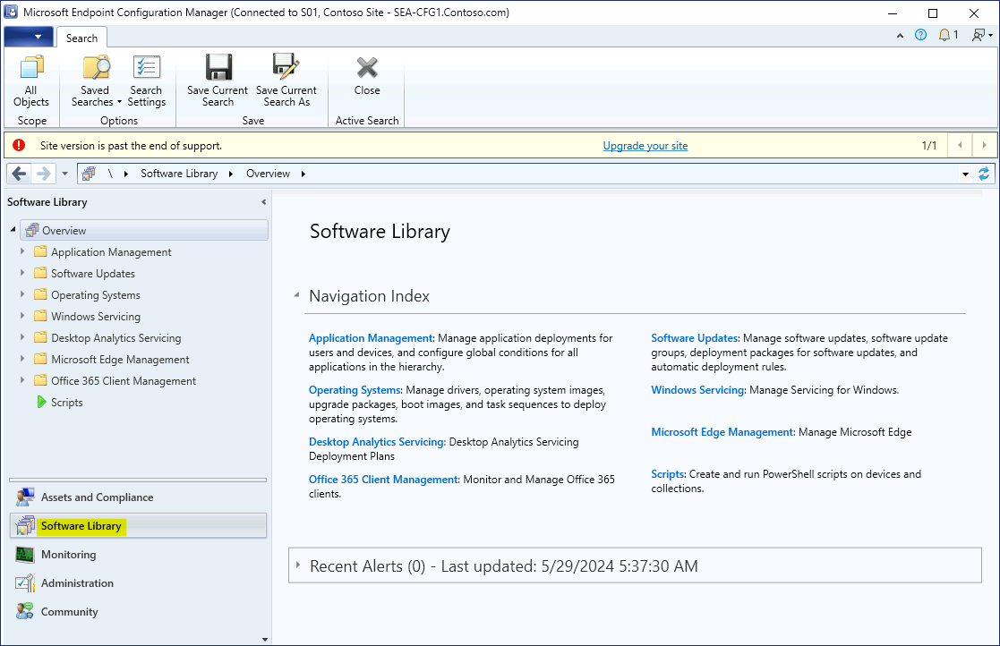 Microsoft Endpoint Configuration Manager (Connected to S01, Contoso Site - SEA-CFG1.Contoso.com)
Search
1
All
Objects
Saved
Searches
Search
Settings
Save Current
Search
Save Current
Search As
Close
Scope
Options
Save
Active Search
Site version is past the end of support.
Upgrade your site
1/1
\ Software Library Overview
Software Library
Overview
Application Management
Software Updates
Operating Systems
Windows Servicing
Desktop Analytics Servicing
Microsoft Edge Management
Office 365 Client Management
Scripts
Assets and Compliance
Software Library
Monitoring
Administration
Community
Software Library
Navigation Index
Application Management: Manage application deployments for
users and devices, and configure global conditions for all
applications in the hierarchy.
Software Updates: Manage software updates, software update
groups, deployment packages for software updates, and
automatic deployment rules.
Operating Systems: Manage drivers, operating system images,
upgrade packages, boot images, and task sequences to deploy
operating systems.
Windows Servicing: Manage Servicing for Windows.
Desktop Analytics Servicing: Desktop Analytics Servicing
Deployment Plans
Microsoft Edge Management: Manage Microsoft Edge
Office 365 Client Management: Monitor and Manage Office 365
clients.
Scripts: Create and run PowerShell scripts on devices and
collections.
Recent Alerts (0) - Last updated: 5/29/2024 5:37:30 AM